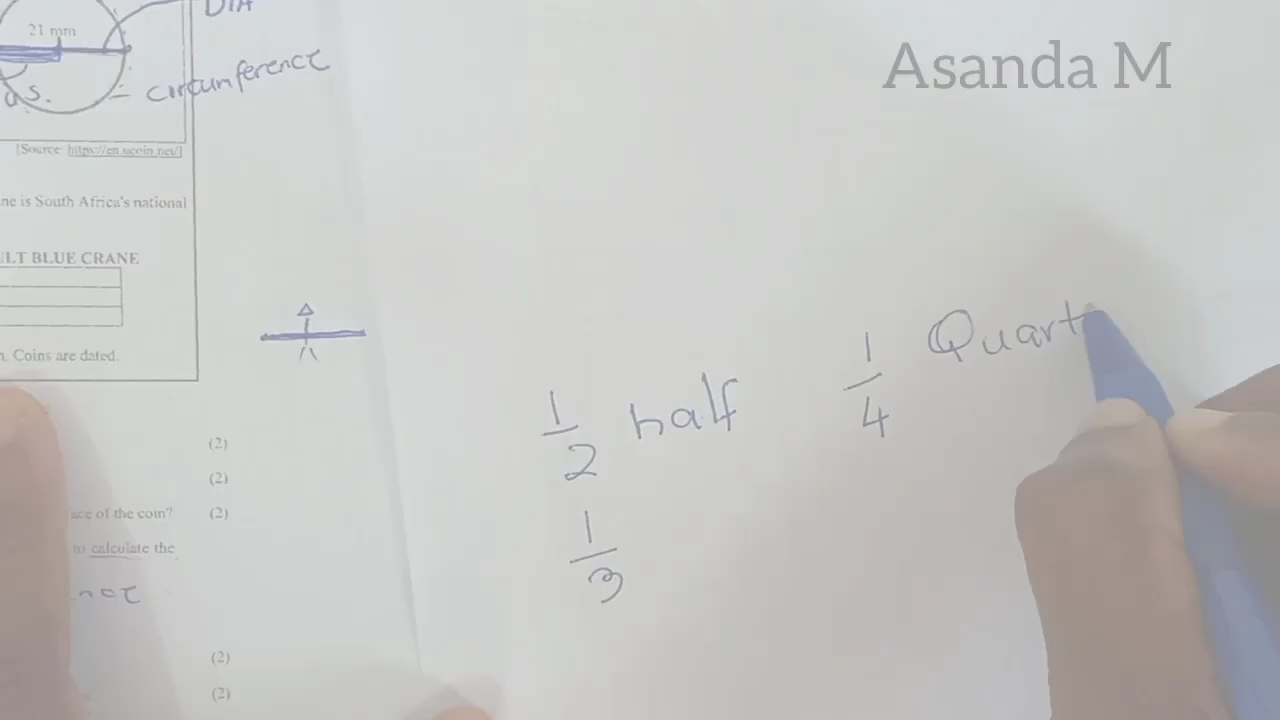 21 mm
DIA
circumference
as.
[Source: https://en.ucoin.net/]
ne is South Africa's national
ULT BLUE CRANE
n. Coins are dated.
(2)
(2)
ace of the coin? (2)
to calculate the
(2)
(2)
Asanda M
1/2 half
1/4 Quart
1/3